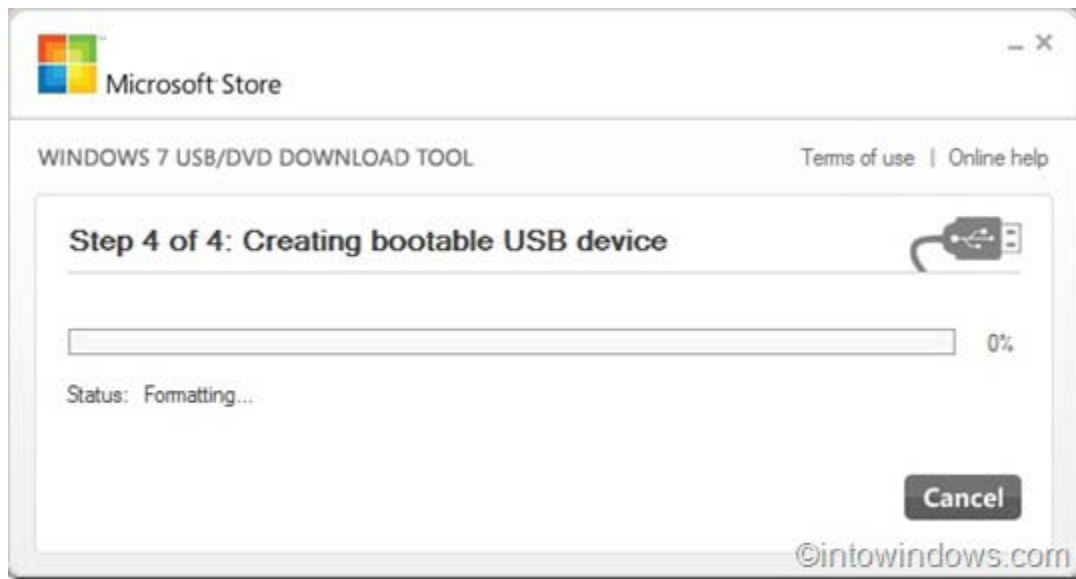 Microsoft Store
WINDOWS 7 USB/DVD DOWNLOAD TOOL
Terms of use | Online help
Step 4 of 4: Creating bootable USB device
0%
Status: Formatting...
Cancel
©intowindows.com